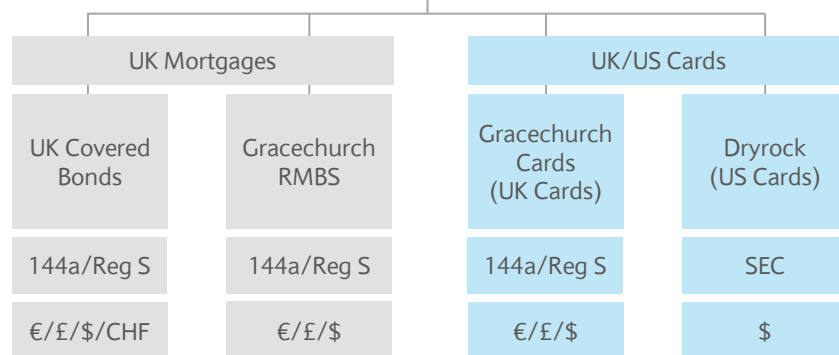 UK Mortgages
UK/US Cards
UK Covered
Bonds
Gracechurch
RMBS
Gracechurch
Cards
(UK Cards)
Dryrock
(US Cards)
144a/Reg S
144a/Reg S
144a/Reg S
SEC
€/£/$/CHF
€/£/$
€/£/$
$